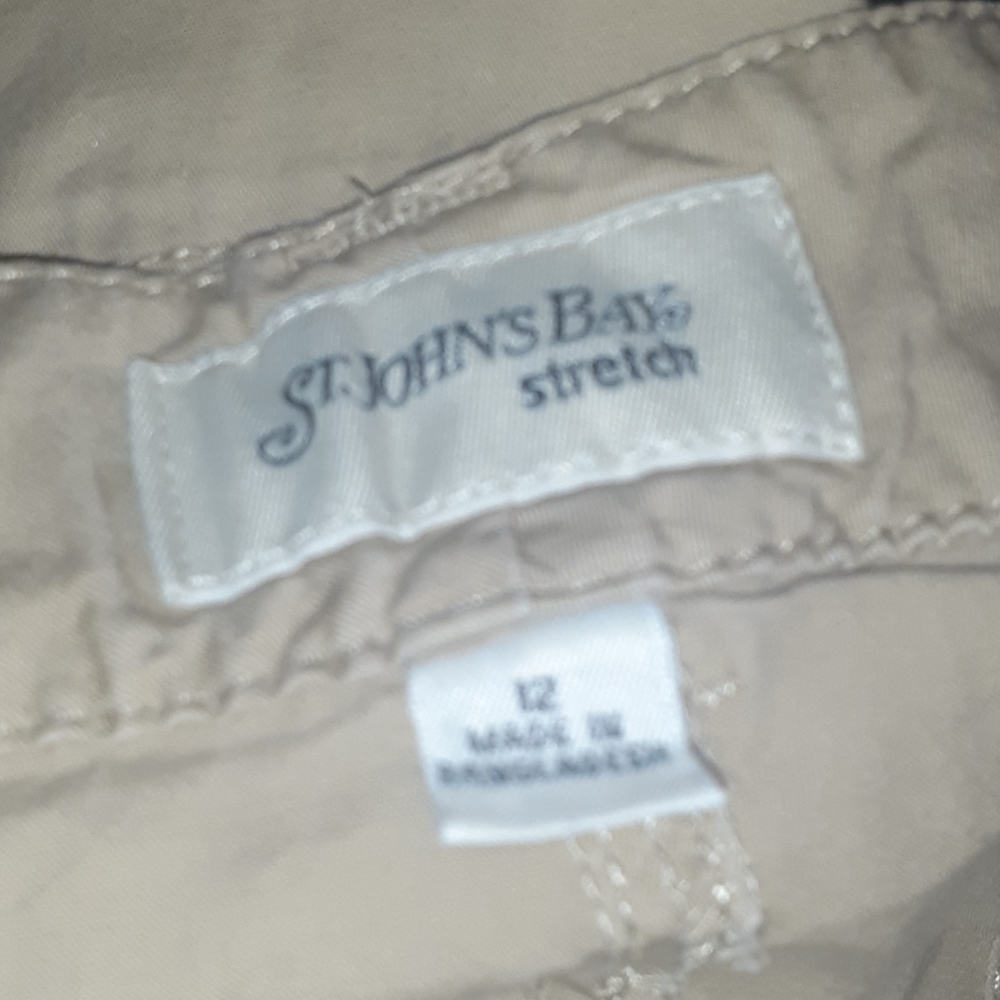 ST. JOHN'S BAY
stretch
12
MADE IN
BANGLADESH